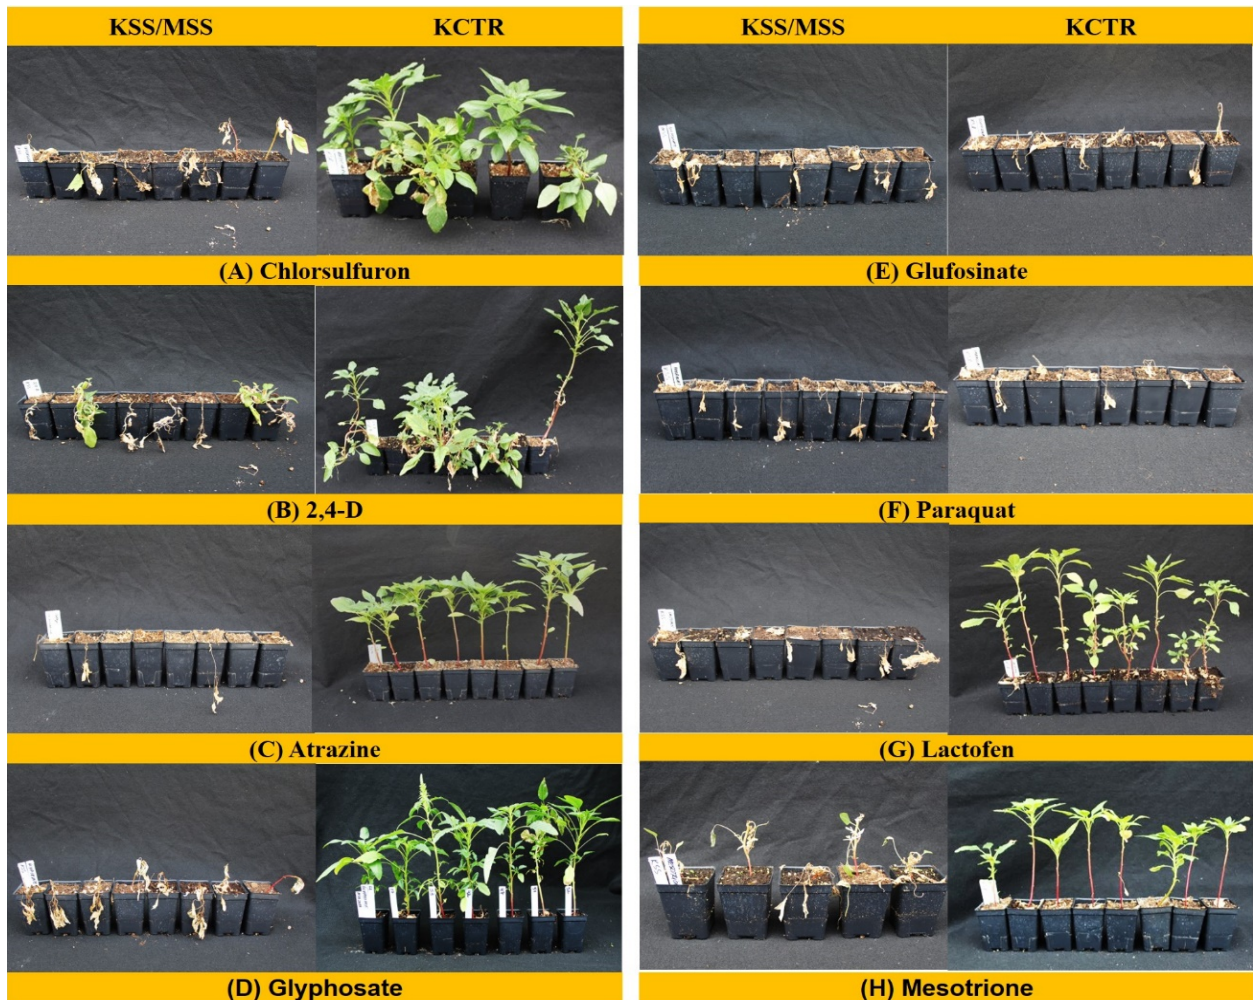 KSS/MSS KCTR
(A) Chlorsulfuron
(B) 2,4-D
(C) Atrazine
(D) Glyphosate
KSS/MSS KCTR
(E) Glufosinate
(F) Paraquat
(G) Lactofen
(H) Mesotrione